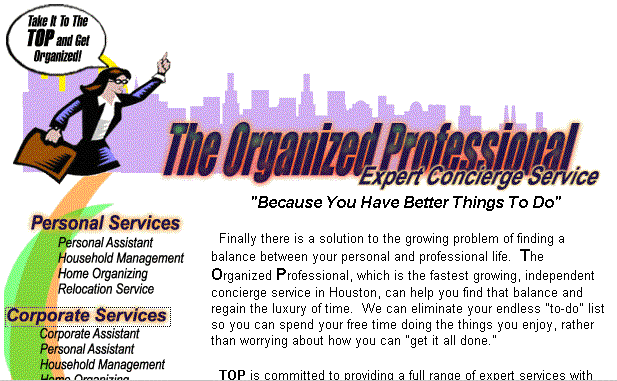 Take It To The
TOP and Get
Organized!
The Organized Professional
Expert Concierge Service
"Because You Have Better Things To Do"
Personal Services
Personal Assistant
Household Management
Home Organizing
Relocation Service
Corporate Services
Corporate Assistant
Personal Assistant
Household Management
Home Organizing
Finally there is a solution to the growing problem of finding a
balance between your personal and professional life. The
Organized Professional, which is the fastest growing, independent
concierge service in Houston, can help you find that balance and
regain the luxury of time. We can eliminate your endless "to-do" list
so you can spend your free time doing the things you enjoy, rather
than worrying about how you can "get it all done."
TOP is committed to providing a full range of expert services with